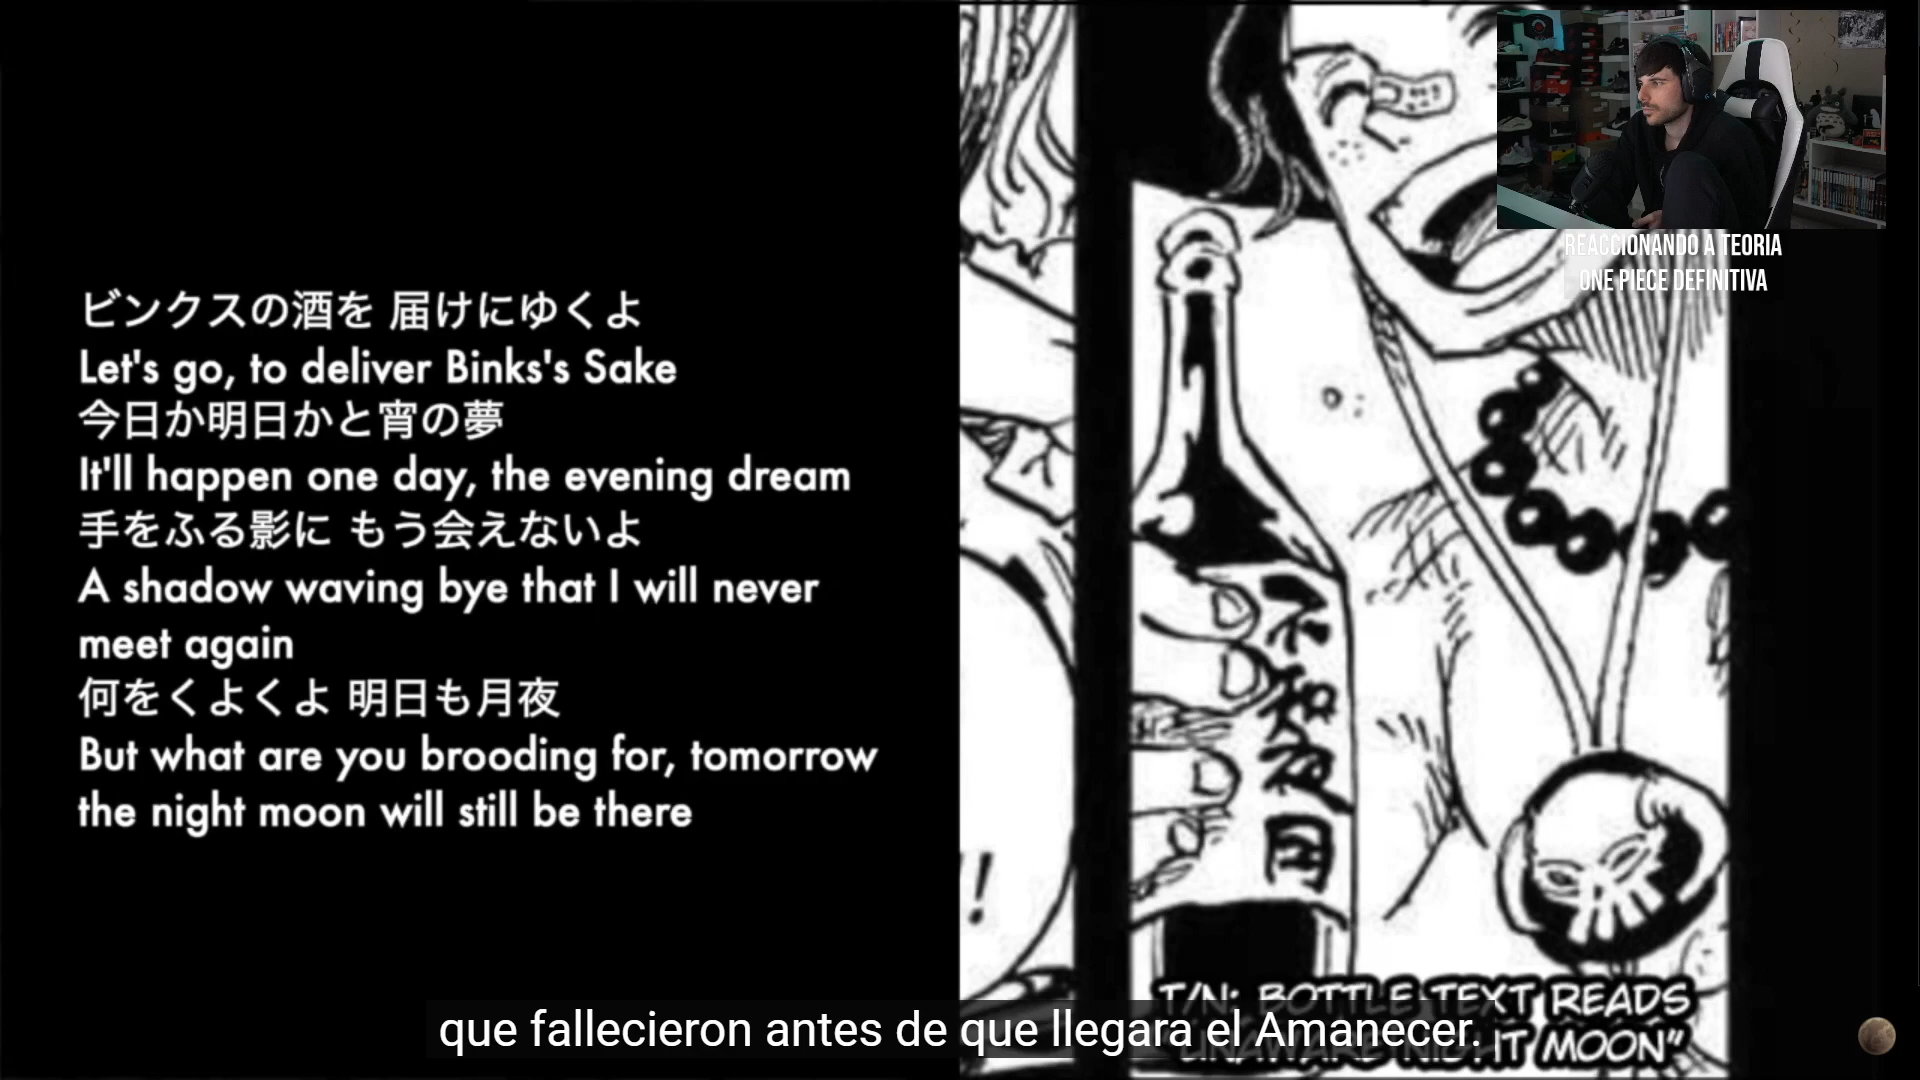 ビンクスの酒を 届けにゆくよ
Let's go, to deliver Binks's Sake
今日か明日かと宵の夢
It'll happen one day, the evening dream
手をふる影に もう会えないよ
A shadow waving bye that I will never
meet again
何をくよくよ 明日も月夜
But what are you brooding for, tomorrow
the night moon will still be there
REACCIONANDO A TEORIA
ONE PIECE DEFINITIVA
!
不知夜月
T/N: BOTTLE TEXT READS
MOON"
que fallecieron antes de que llegara el Amanecer.